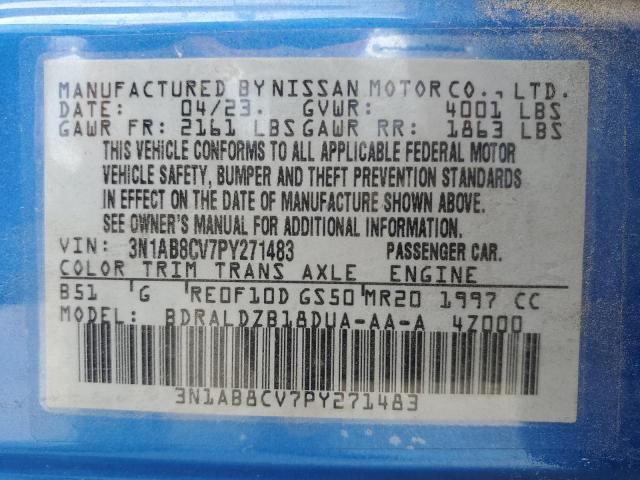 MANUFACTURED BY NISSAN MOTOR CO., LTD.
DATE: 04/23. GVWR: 4001 LBS
GAWR FR: 2161 LBS GAWR RR: 1863 LBS
THIS VEHICLE CONFORMS TO ALL APPLICABLE FEDERAL MOTOR
VEHICLE SAFETY, BUMPER AND THEFT PREVENTION STANDARDS
IN EFFECT ON THE DATE OF MANUFACTURE SHOWN ABOVE.
SEE OWNER'S MANUAL FOR ADDITIONAL INFORMATION.
VIN: 3N1AB8CV7PY271483 PASSENGER CAR.
COLOR TRIM TRANS AXLE ENGINE
B51 'G RE0F10D GS50 MR20 1997 CC
MODEL: BDRALDZB18DUA-AA-A 4Z000
3N1AB8CV7PY271483